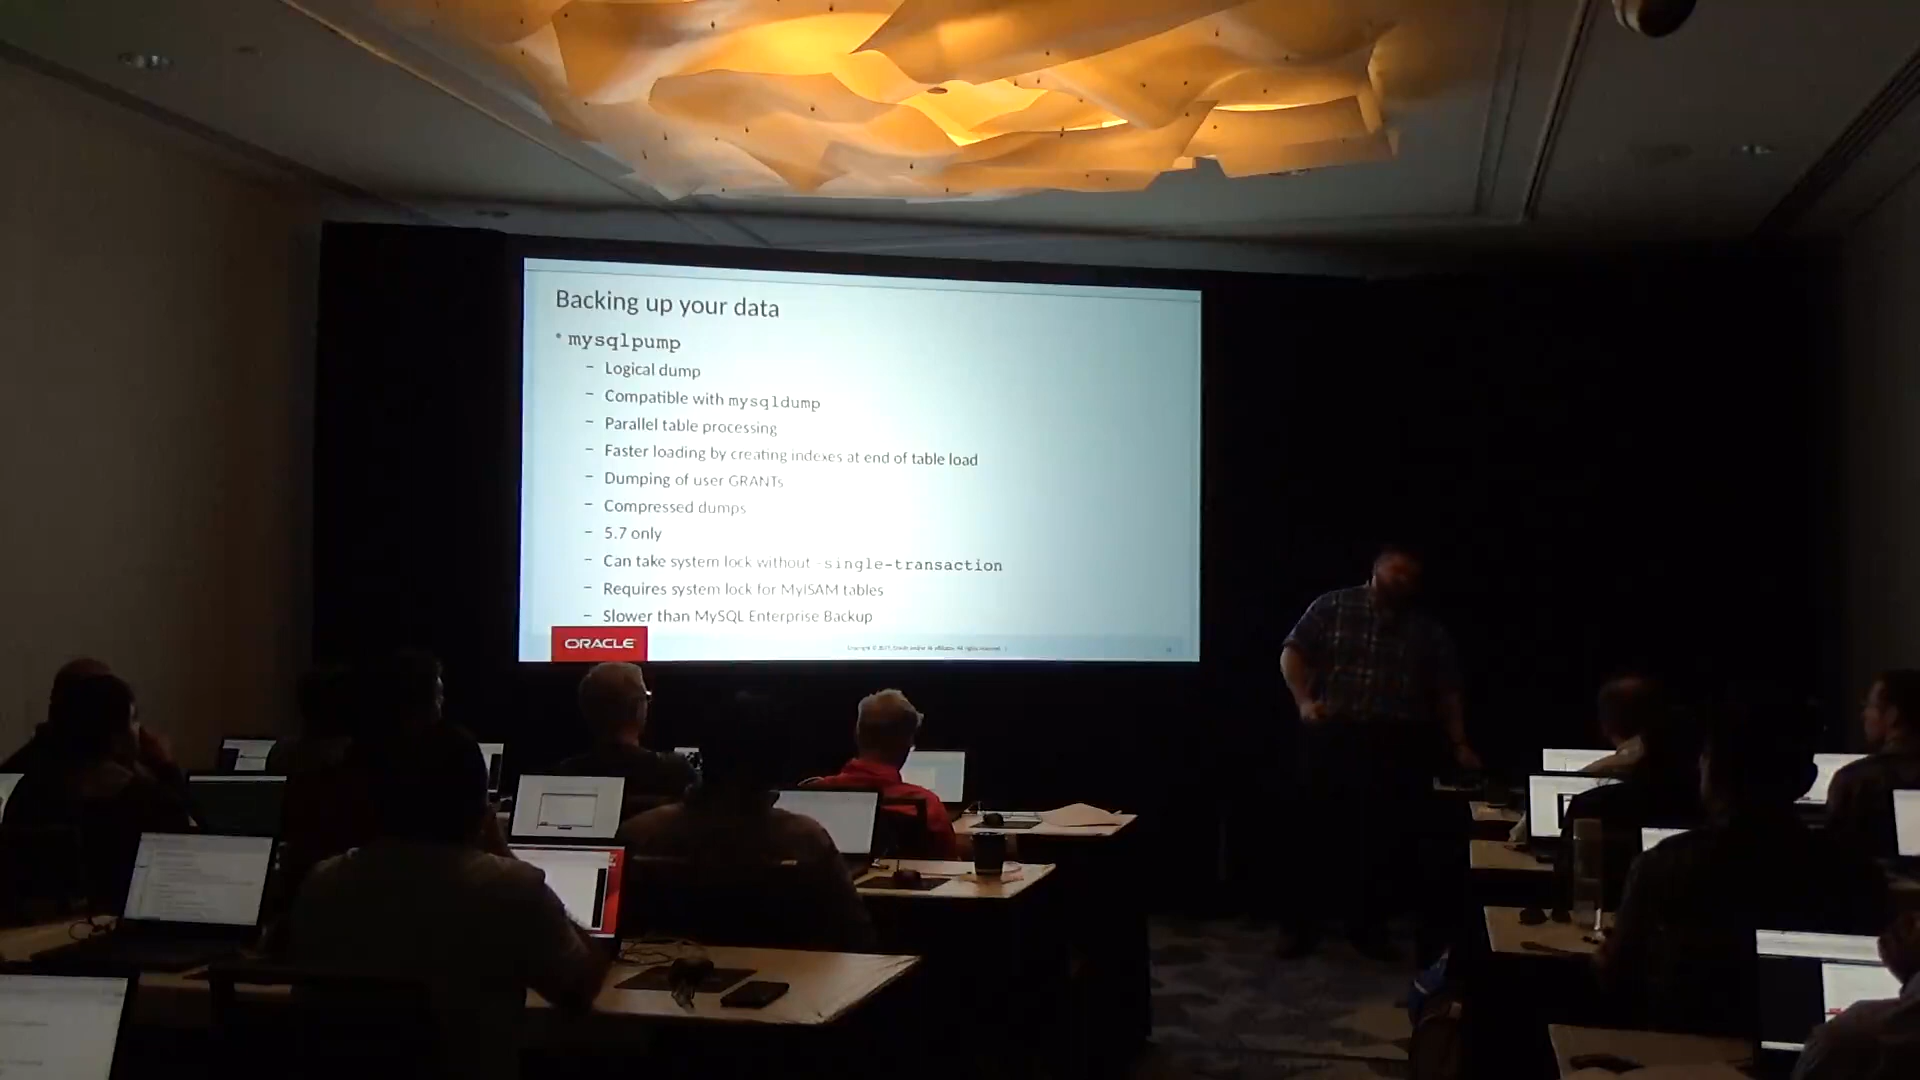 Backing up your data
• mysqlpump
– Logical dump
– Compatible with mysqldump
– Parallel table processing
– Faster loading by creating indexes at end of table load
– Dumping of user GRANTs
– Compressed dumps
– 5.7 only
– Can take system lock without -single-transaction
– Requires system lock for MyISAM tables
– Slower than MySQL Enterprise Backup
ORACLE